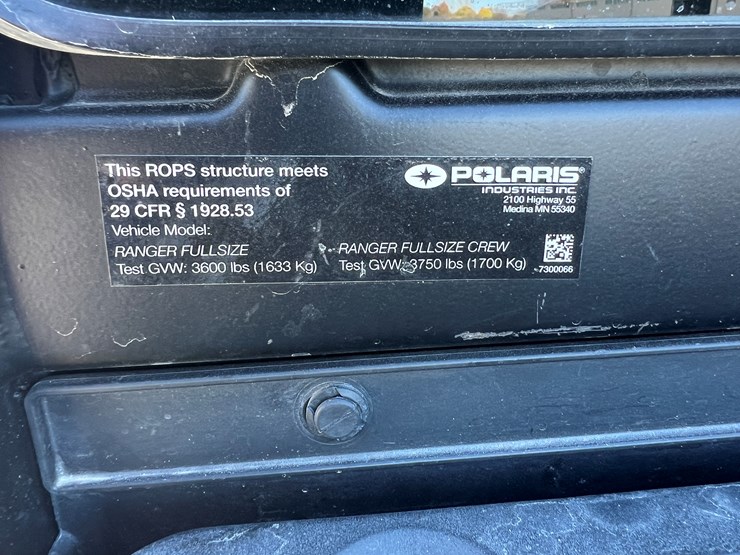 This ROPS structure meets
OSHA requirements of
29 CFR § 1928.53
Vehicle Model:
RANGER FULLSIZE
Test GVW: 3600 lbs (1633 Kg)
RANGER FULLSIZE CREW
Test GVW: 3750 lbs (1700 Kg)
POLARIS®
INDUSTRIES INC.
2100 Highway 55
Medina MN 55340
7300066